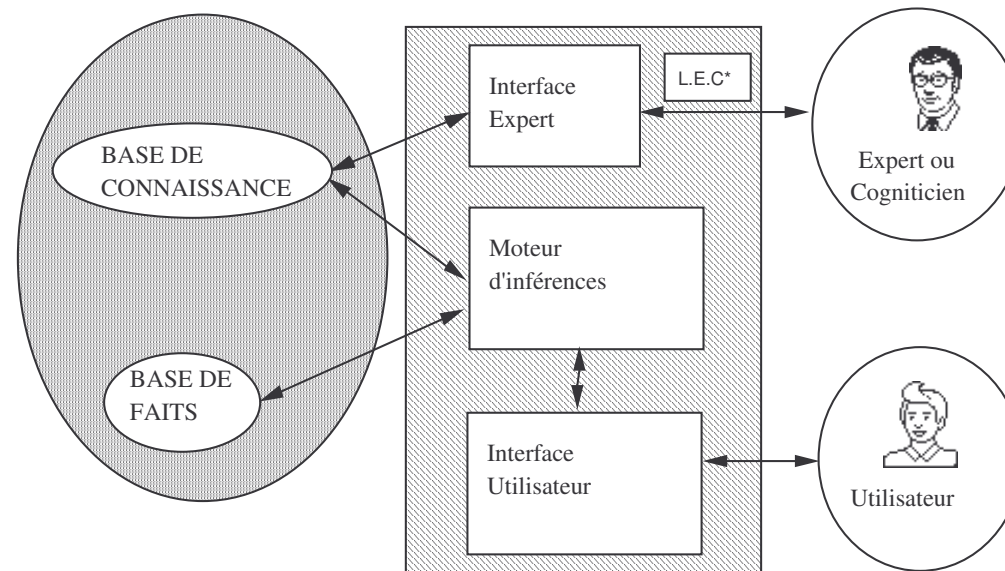 BASE DE
CONNAISSANCE
BASE DE
FAITS
Interface
Expert
L.E.C*
Moteur
d'inférences
Interface
Utilisateur
Expert ou
Cogniticien
Utilisateur